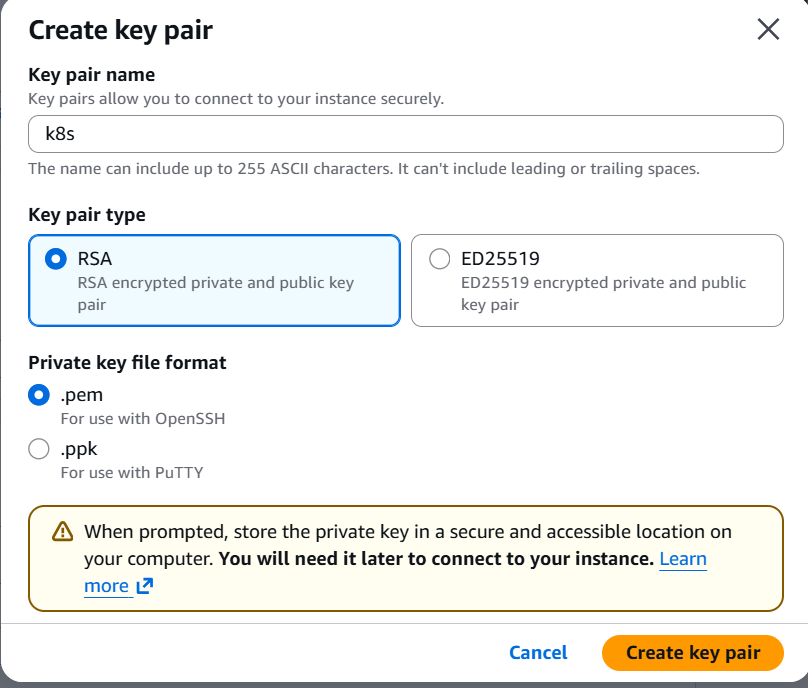 Create key pair
Key pair name
Key pairs allow you to connect to your instance securely.
k8s
The name can include up to 255 ASCII characters. It can't include leading or trailing spaces.
Key pair type
RSA
RSA encrypted private and public key
pair
ED25519
ED25519 encrypted private and public
key pair
Private key file format
.pem
For use with OpenSSH
.ppk
For use with PuTTY
When prompted, store the private key in a secure and accessible location on
your computer. You will need it later to connect to your instance. Learn
more
Cancel
Create key pair